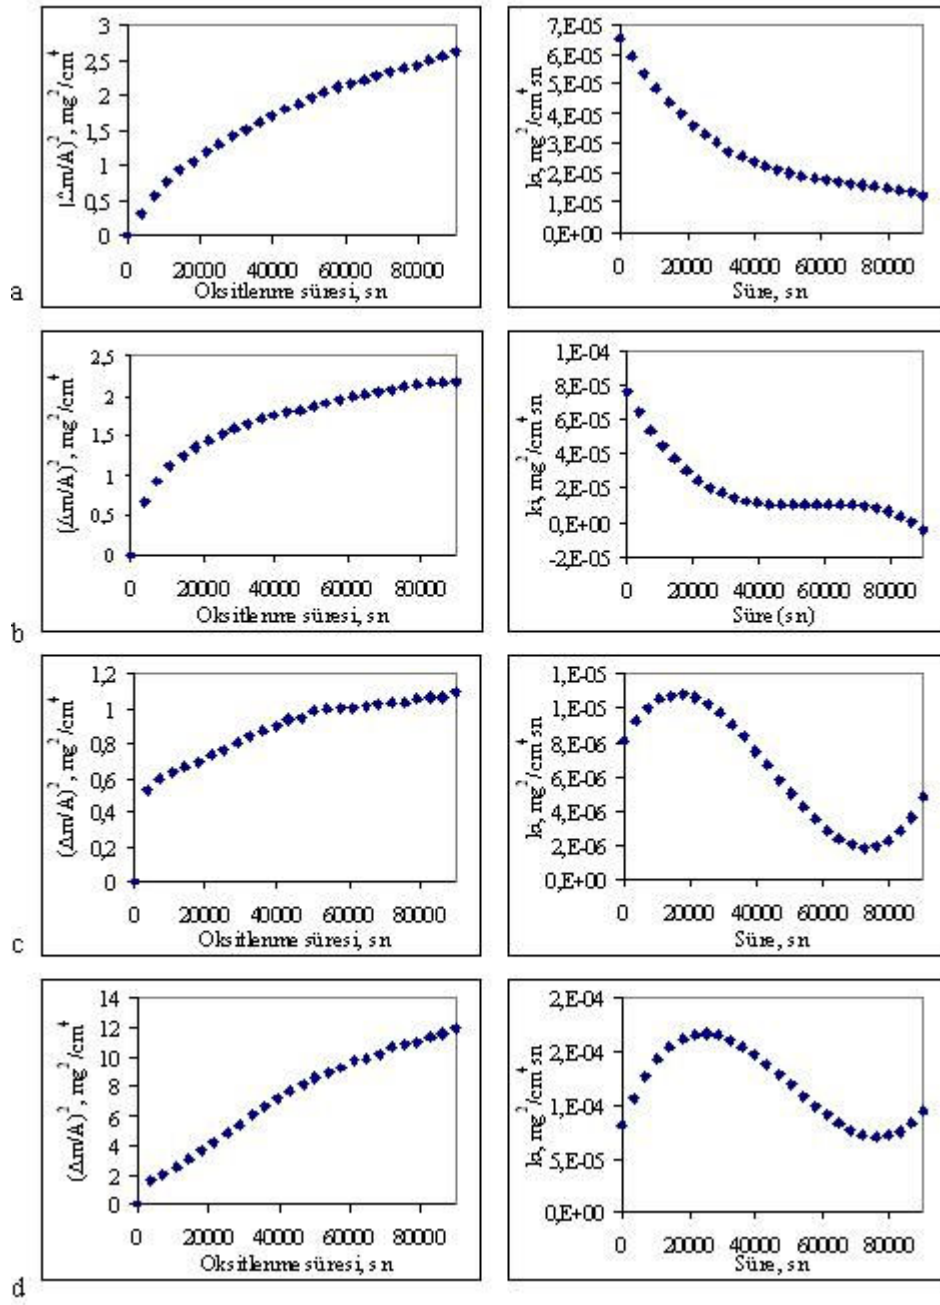 (Δm/A)², mg²/cm⁴
3
2,5
2
1,5
1
0,5
0
0 20000 40000 60000 80000
Oksitlenme süresi, sn
ki, mg²/cm⁴sn
7,E-05
6,E-05
5,E-05
4,E-05
3,E-05
2,E-05
1,E-05
0,E+00
0 20000 40000 60000 80000
Süre, sn
a
((Δm/A)², mg²/cm⁴
2,5
2
1,5
1
0,5
0
0 20000 40000 60000 80000
Oksitlenme süresi, sn
ki, mg²/cm⁴sn
1,E-04
8,E-05
6,E-05
4,E-05
2,E-05
0,E+00
-2,E-05
0 20000 40000 60000 80000
Süre (sn)
b
(Δm/A)², mg²/cm⁴
1,2
1
0,8
0,6
0,4
0,2
0
0 20000 40000 60000 80000
Oksitlenme süresi, sn
ki, mg²/cm⁴sn
1,E-05
1,E-05
8,E-06
6,E-06
4,E-06
2,E-06
0,E+00
0 20000 40000 60000 80000
Süre, sn
c
(Δm/A)², mg²/cm⁴
14
12
10
8
6
4
2
0
0 20000 40000 60000 80000
Oksitlenme süresi, sn
ki, mg²/cm⁴sn
2,E-04
2,E-04
1,E-04
5,E-05
0,E+00
0 20000 40000 60000 80000
Süre, sn
d